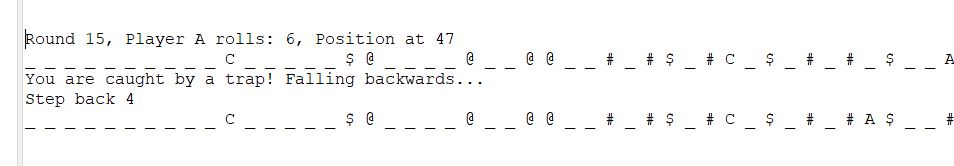 Round 15, Player A rolls: 6, Position at 47
_ _ _ _ _ _ _ _ _ _ C _ _ _ _ _ $ @ _ _ _ _ @ _ _ @ @ _ _ # _ # $ _ # C _ $ _ # _ # _ $ _ _ A
You are caught by a trap! Falling backwards...
Step back 4
_ _ _ _ _ _ _ _ _ _ C _ _ _ _ _ $ @ _ _ _ _ @ _ _ @ @ _ _ # _ # $ _ # C _ $ _ # _ # A $ _ _ #